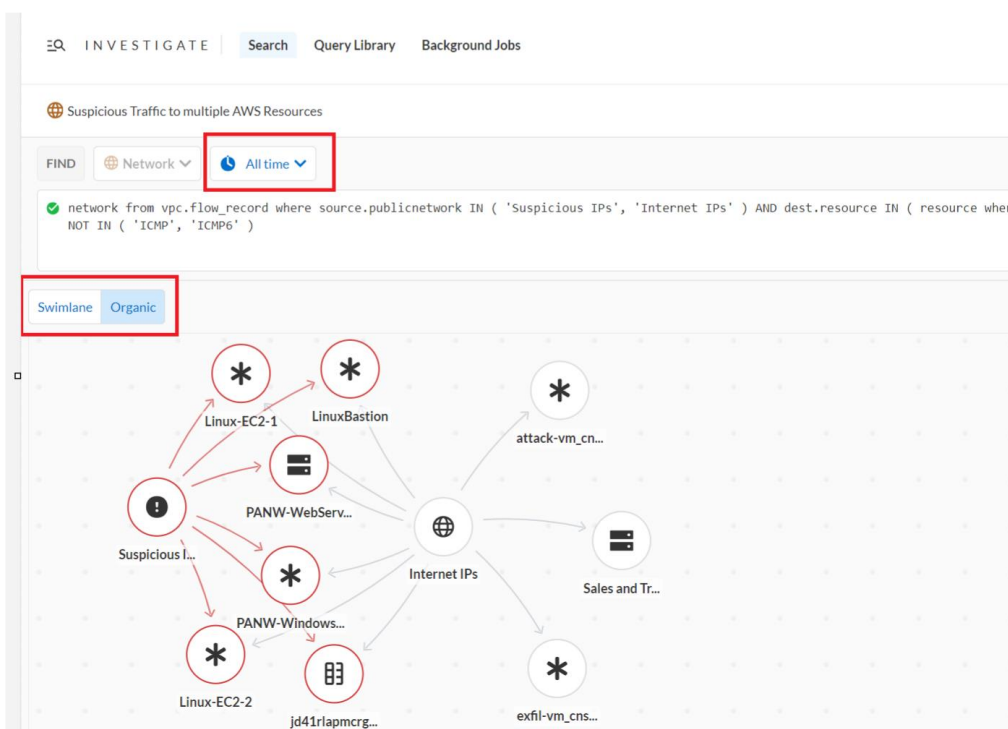 INVESTIGATE Search Query Library Background Jobs
Suspicious Traffic to multiple AWS Resources
FIND Network All time
network from vpc.flow_record where source.publicnetwork IN ( 'Suspicious IPs', 'Internet IPs' ) AND dest.resource IN ( resource wher
NOT IN ( 'ICMP', 'ICMP6' )
Swimlane Organic
Linux-EC2-1
LinuxBastion
attack-vm_cn...
PANW-WebServ...
Suspicious I...
Internet IPs
Sales and Tr...
PANW-Windows...
Linux-EC2-2
jd41rlapmcrg...
exfil-vm_cns...